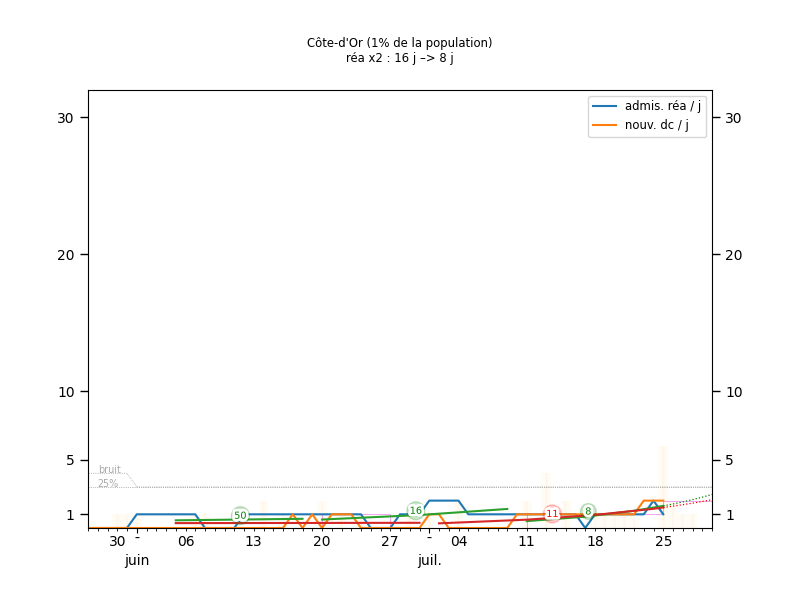 Côte-d'Or (1% de la population)
réa x2 : 16 j –> 8 j
admis. réa / j
nouv. dc / j
30
20
10
5
1
30
20
10
5
1
bruit
25%
50
16
11
8
30 - 06 13 20 27 - 04 11 18 25
juin juil.